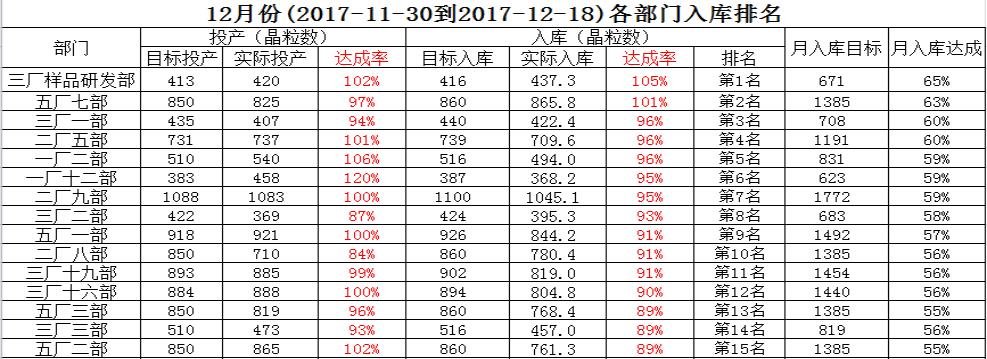 12月份(2017-11-30到2017-12-18)各部门入库排名
部门 投产（晶粒数） 入库（晶粒数） 月入库目标 月入库达成
目标投产 实际投产 达成率 目标入库 实际入库 达成率 排名
三厂样品研发部 413 420 102% 416 437.3 105% 第1名 671 65%
五厂七部 850 825 97% 860 865.8 101% 第2名 1385 63%
三厂一部 435 407 94% 440 422.4 96% 第3名 708 60%
二厂五部 731 737 101% 739 709.6 96% 第4名 1191 60%
一厂二部 510 540 106% 516 494.0 96% 第5名 831 59%
一厂十二部 383 458 120% 387 368.2 95% 第6名 623 59%
二厂九部 1088 1083 100% 1100 1045.1 95% 第7名 1772 59%
三厂二部 422 369 87% 424 395.3 93% 第8名 683 58%
五厂一部 918 921 100% 926 844.2 91% 第9名 1492 57%
二厂八部 850 710 84% 860 780.4 91% 第10名 1385 56%
三厂十九部 893 885 99% 902 819.0 91% 第11名 1454 56%
三厂十六部 884 888 100% 894 804.8 90% 第12名 1440 56%
五厂三部 850 819 96% 860 768.4 89% 第13名 1385 55%
三厂三部 510 473 93% 516 457.0 89% 第14名 819 56%
五厂二部 850 865 102% 860 761.3 89% 第15名 1385 55%